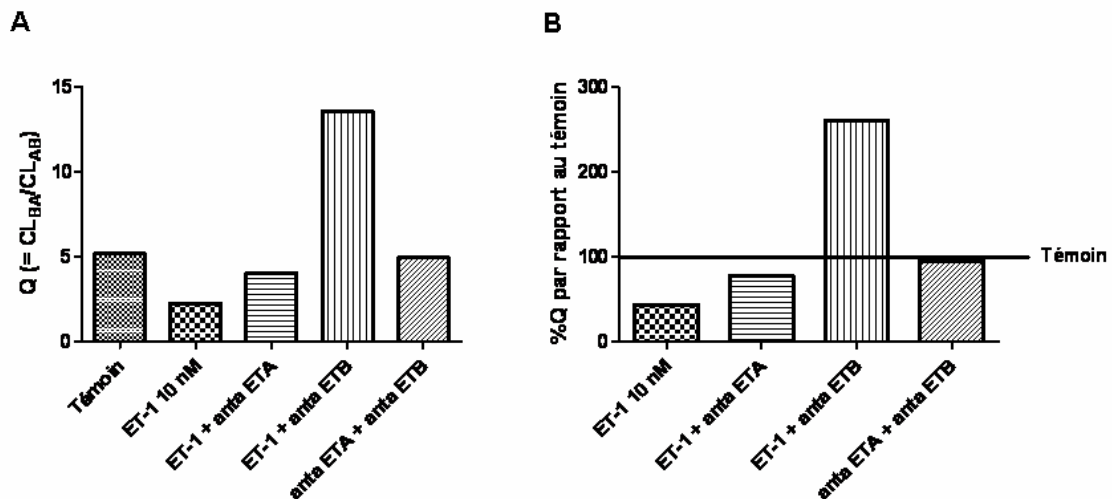 A
Q (= CL_BA/CL_AB)
15
10
5
0
Témoin
ET-1 10 nM
ET-1 + anta ETA
ET-1 + anta ETB
anta ETA + anta ETB
B
%Q par rapport au témoin
300
200
100
0
Témoin
ET-1 10 nM
ET-1 + anta ETA
ET-1 + anta ETB
anta ETA + anta ETB